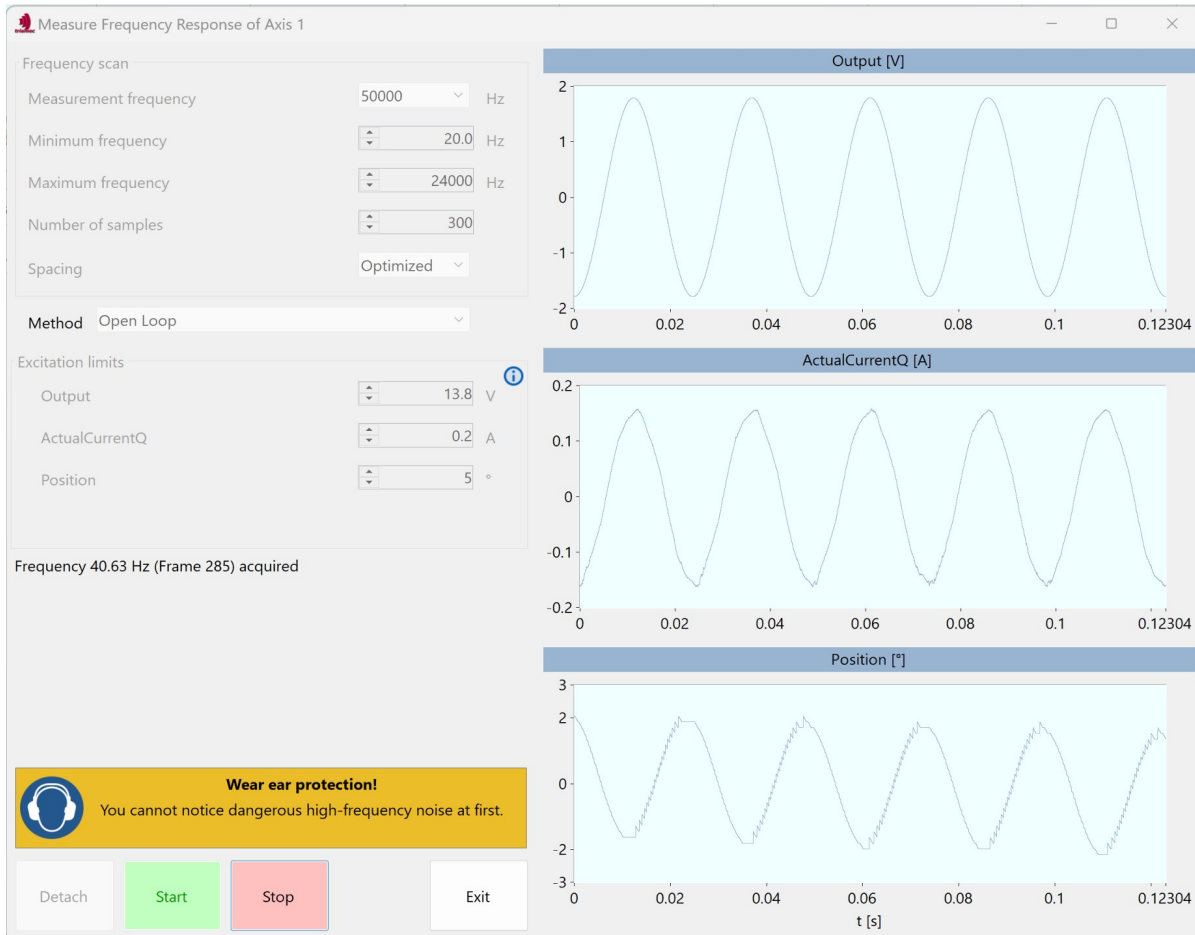 Measure Frequency Response of Axis 1
Frequency scan
Measurement frequency 50000 Hz
Minimum frequency 20.0 Hz
Maximum frequency 24000 Hz
Number of samples 300
Spacing Optimized
Method Open Loop
Excitation limits
Output 13.8 V
ActualCurrentQ 0.2 A
Position 5 °
Frequency 40.63 Hz (Frame 285) acquired
Wear ear protection!
You cannot notice dangerous high-frequency noise at first.
Detach Start Stop Exit
Output [V]
2
1
0
-1
-2
0 0.02 0.04 0.06 0.08 0.1 0.12304
ActualCurrentQ [A]
0.2
0.1
0
-0.1
-0.2
0 0.02 0.04 0.06 0.08 0.1 0.12304
Position [°]
3
2
0
-2
-3
0 0.02 0.04 0.06 0.08 0.1 0.12304
t [s]